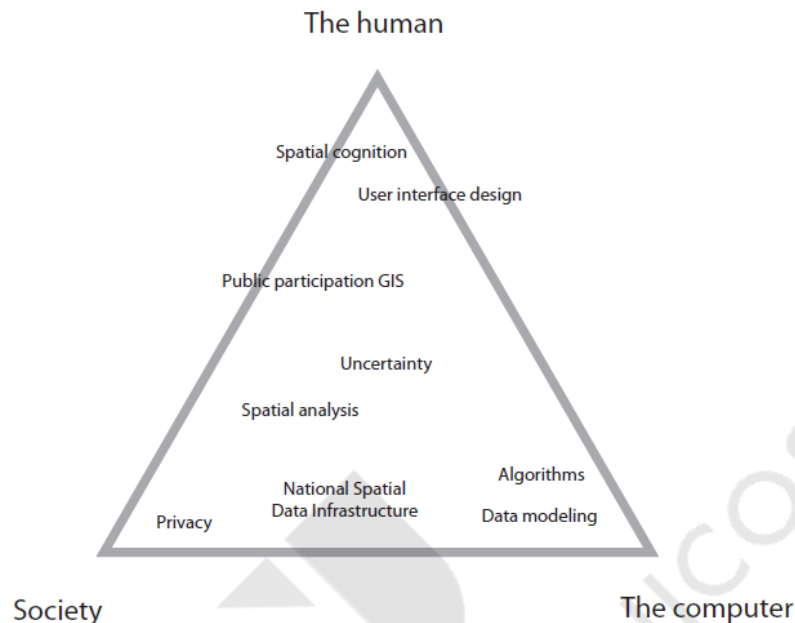 The human
Spatial cognition
User interface design
Public participation GIS
Uncertainty
Spatial analysis
Algorithms
National Spatial
Data Infrastructure
Data modeling
Privacy
Society
The computer